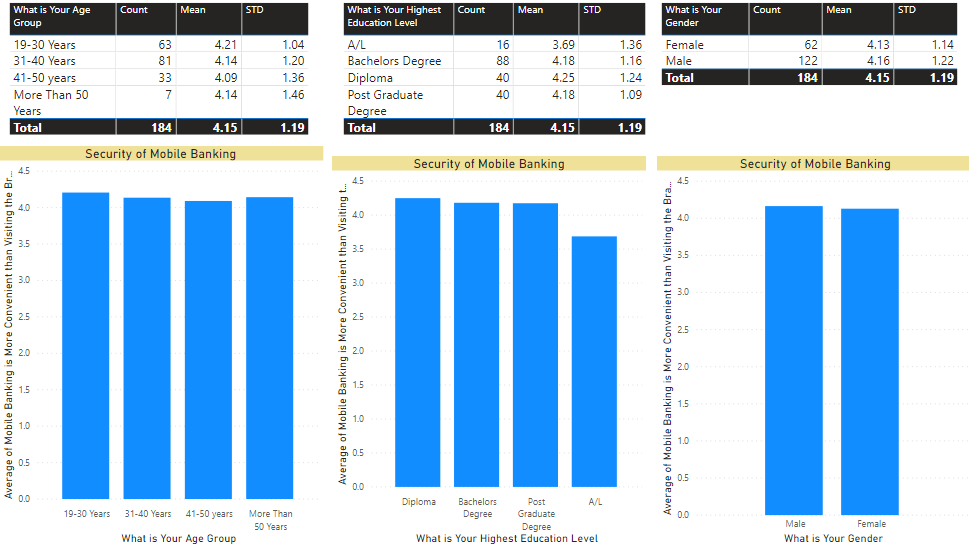 What is Your Age Group Count Mean STD
19-30 Years 63 4.21 1.04
31-40 Years 81 4.14 1.20
41-50 years 33 4.09 1.36
More Than 50 Years 7 4.14 1.46
Total 184 4.15 1.19
What is Your Highest Education Level Count Mean STD
A/L 16 3.69 1.36
Bachelors Degree 88 4.18 1.16
Diploma 40 4.25 1.24
Post Graduate Degree 40 4.18 1.09
Total 184 4.15 1.19
What is Your Gender Count Mean STD
Female 62 4.13 1.14
Male 122 4.16 1.22
Total 184 4.15 1.19
Security of Mobile Banking
Average of Mobile Banking is More Convenient than Visiting the Br...
4.5
4.0
3.5
3.0
2.5
2.0
1.5
1.0
0.5
0.0
19-30 Years 31-40 Years 41-50 years More Than 50 Years
What is Your Age Group
Security of Mobile Banking
Average of Mobile Banking is More Convenient than Visiting t...
4.5
4.0
3.5
3.0
2.5
2.0
1.5
1.0
0.5
0.0
Diploma Bachelors Degree Post Graduate Degree A/L
What is Your Highest Education Level
Security of Mobile Banking
Average of Mobile Banking is More Convenient than Visiting the Bra...
4.5
4.0
3.5
3.0
2.5
2.0
1.5
1.0
0.5
0.0
Male Female
What is Your Gender